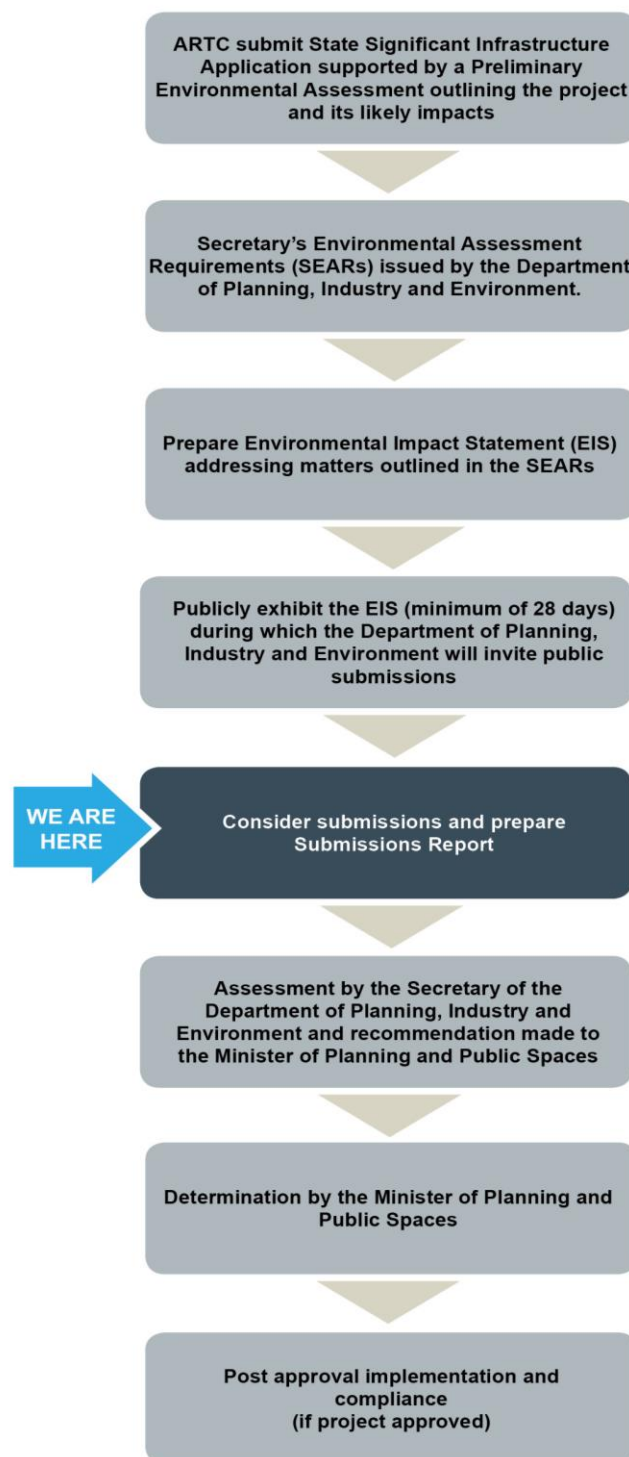 ARTC submit State Significant Infrastructure
Application supported by a Preliminary
Environmental Assessment outlining the project
and its likely impacts
Secretary’s Environmental Assessment
Requirements (SEARs) issued by the Department
of Planning, Industry and Environment.
Prepare Environmental Impact Statement (EIS)
addressing matters outlined in the SEARs
Publicly exhibit the EIS (minimum of 28 days)
during which the Department of Planning,
Industry and Environment will invite public
submissions
WE ARE
HERE
Consider submissions and prepare
Submissions Report
Assessment by the Secretary of the
Department of Planning, Industry and
Environment and recommendation made to
the Minister of Planning and Public Spaces
Determination by the Minister of Planning and
Public Spaces
Post approval implementation and
compliance
(if project approved)